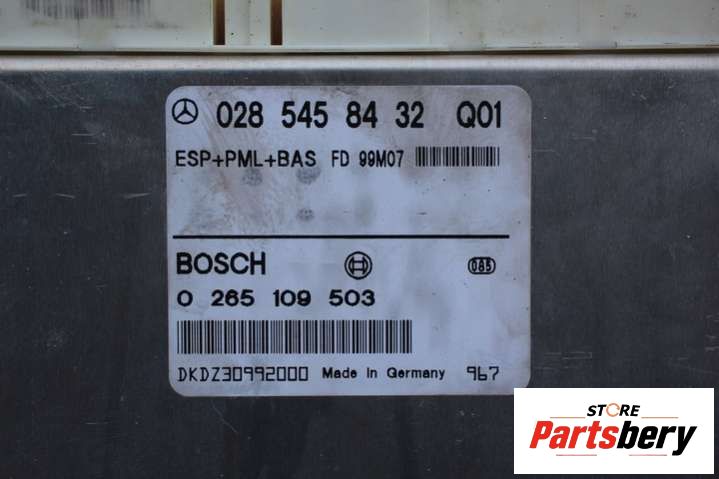 028 545 84 32 Q01
ESP+PML+BAS FD 99M07
BOSCH
085
0 265 109 503
DKDZ30992000 Made in Germany 967
STORE
Partsbery